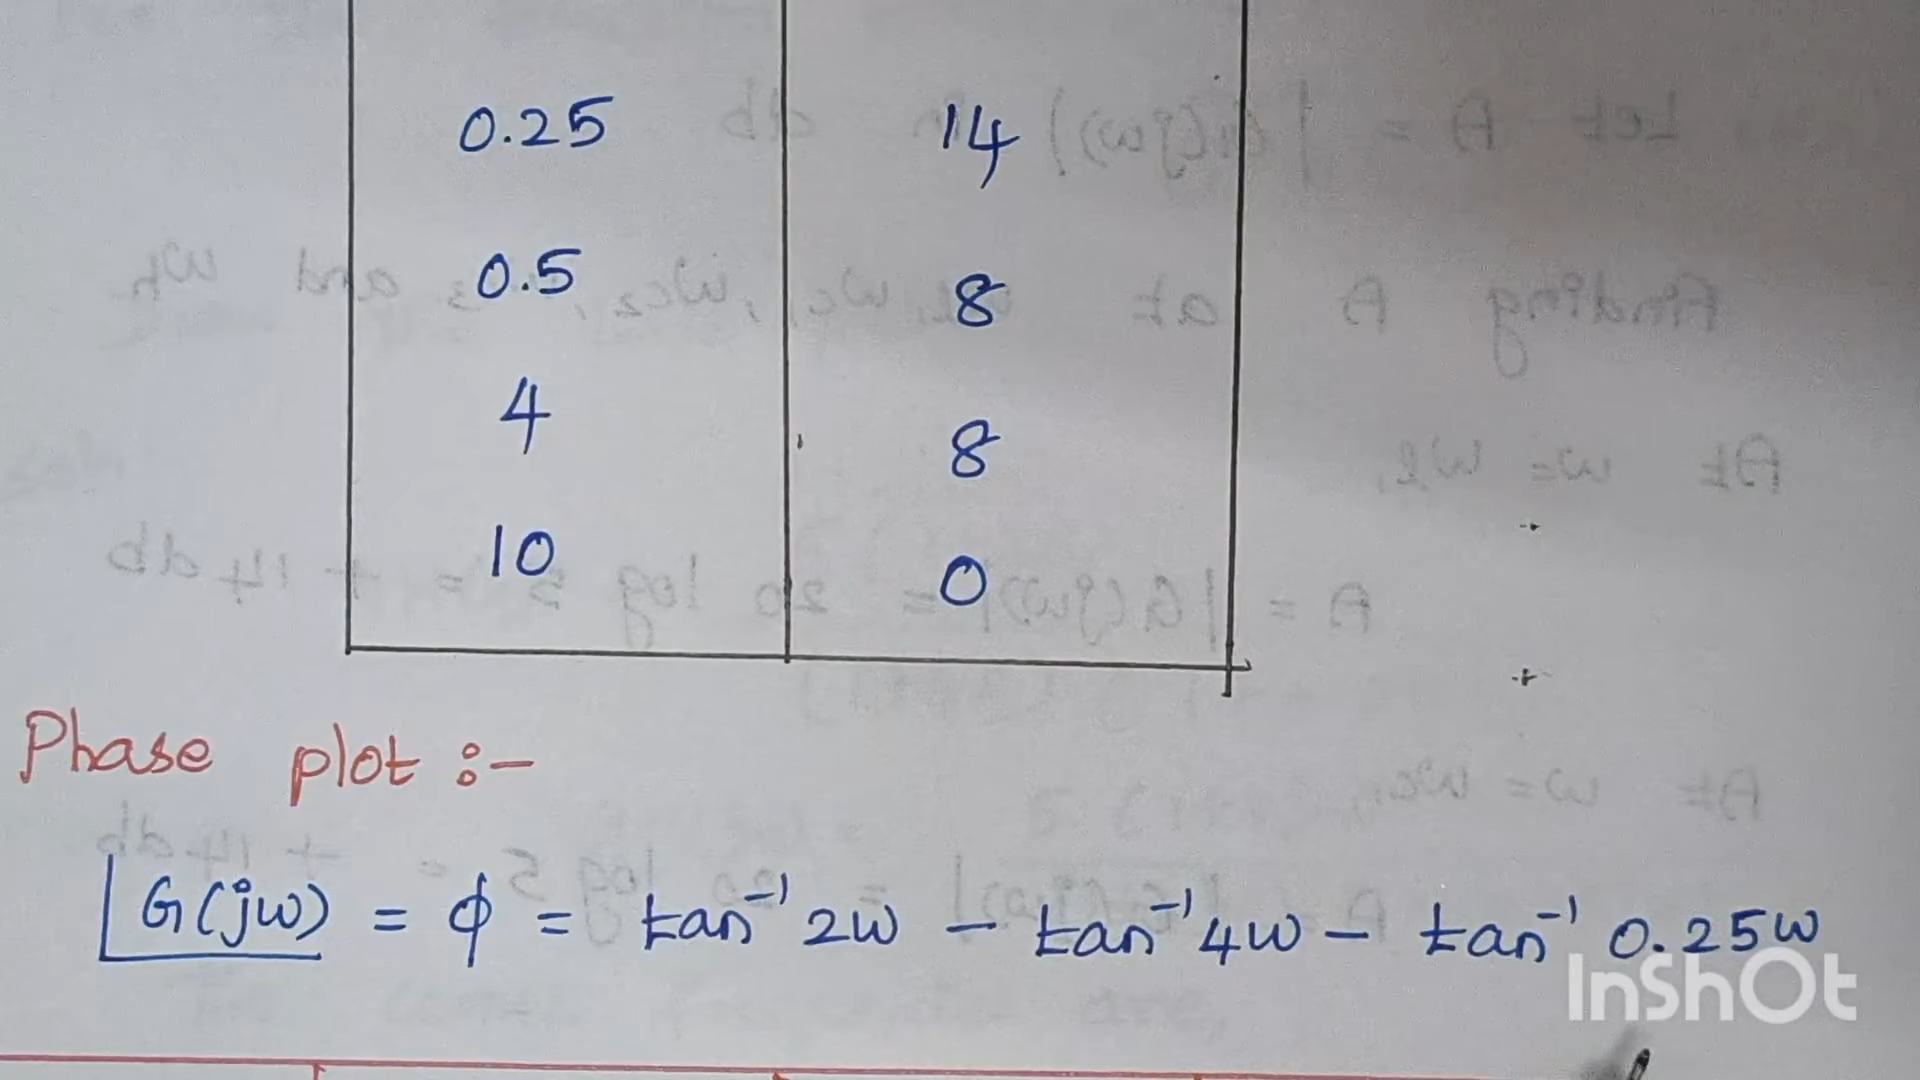 0.25 14
0.5 8
4 8
10 0
Phase plot :-
∠G(jω) = ϕ = tan⁻¹ 2ω - tan⁻¹ 4ω - tan⁻¹ 0.25ω
InShOt